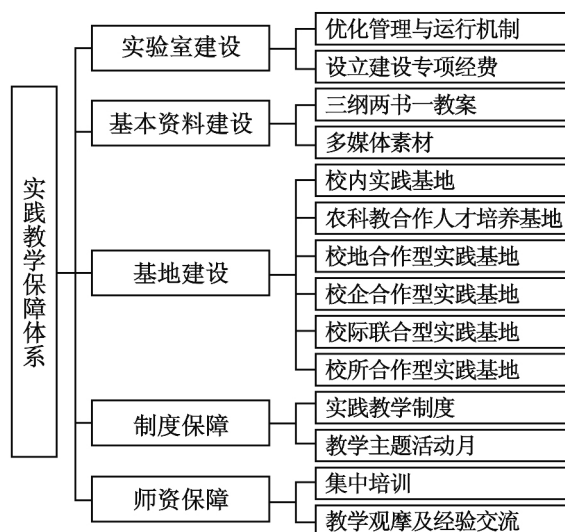 实践教学保障体系
实验室建设
优化管理与运行机制
设立建设专项经费
基本资料建设
三纲两书一教案
多媒体素材
基地建设
校内实践基地
农科教合作人才培养基地
校地合作型实践基地
校企合作型实践基地
校际联合型实践基地
校所合作型实践基地
制度保障
实践教学制度
教学主题活动月
师资保障
集中培训
教学观摩及经验交流